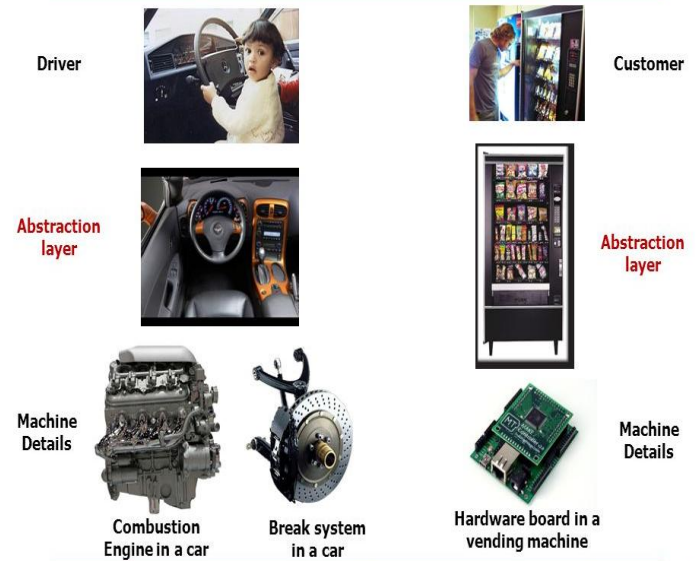 Driver
Customer
Abstraction
layer
Abstraction
layer
Machine
Details
Machine
Details
Combustion
Engine in a car
Break system
in a car
Hardware board in a
vending machine